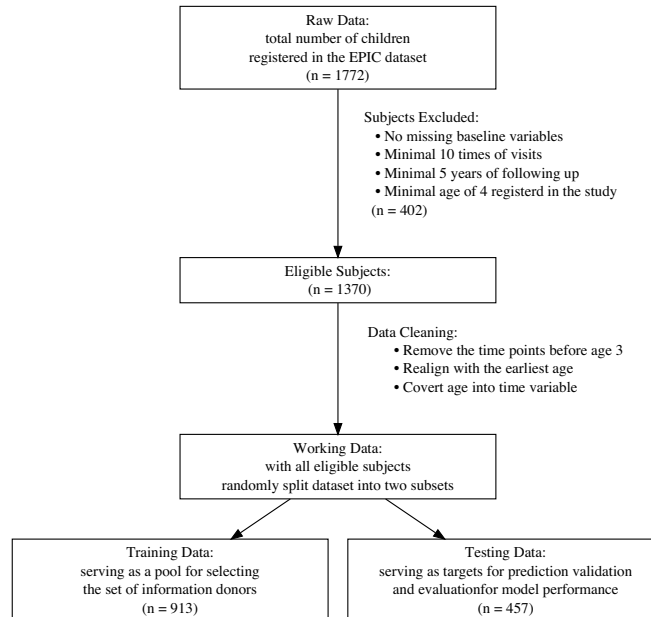 Raw Data:
total number of children
registered in the EPIC dataset
(n = 1772)
Subjects Excluded:
• No missing baseline variables
• Minimal 10 times of visits
• Minimal 5 years of following up
• Minimal age of 4 registerd in the study
(n = 402)
Eligible Subjects:
(n = 1370)
Data Cleaning:
• Remove the time points before age 3
• Realign with the earliest age
• Covert age into time variable
Working Data:
with all eligible subjects
randomly split dataset into two subsets
Training Data:
serving as a pool for selecting
the set of information donors
(n = 913)
Testing Data:
serving as targets for prediction validation
and evaluationfor model performance
(n = 457)